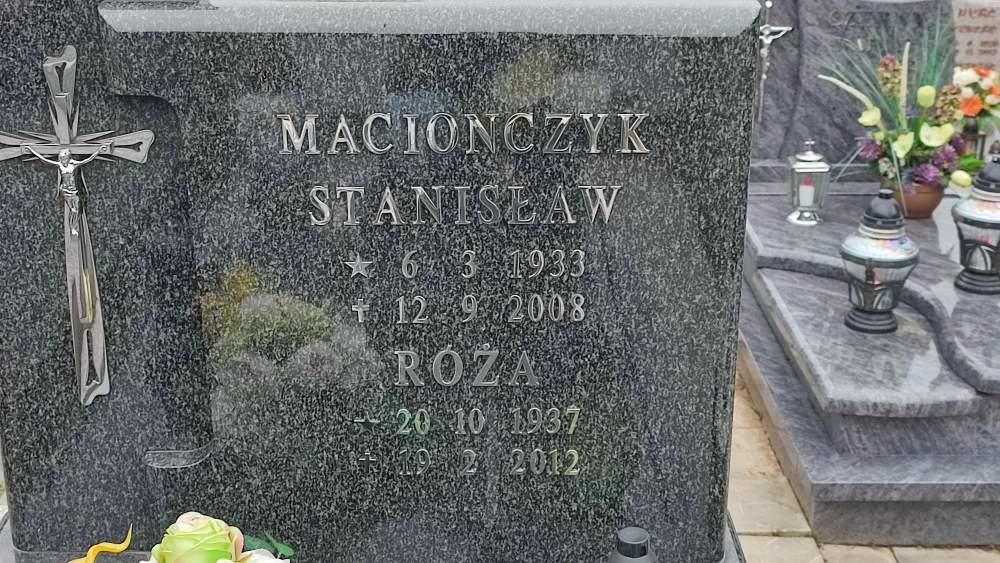 MACIONCZYK
STANISŁAW
★ 6 3 1933
✝ 12 9 2008
RÓŻA
20 10 1937
✝ 19 2 2012